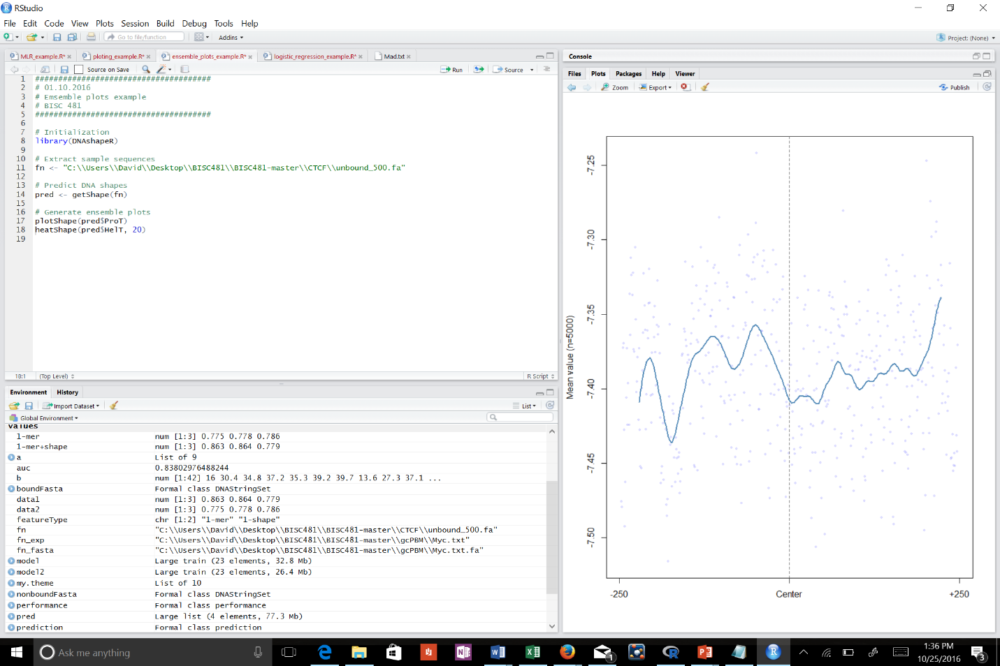 RStudio
File Edit Code View Plots Session Build Debug Tools Help
Go to file/function
Addins
Project: (None)
MLR_example.R* ploting_example.R* ensemble_plots_example.R* logistic_regression_example.R* Mad.txt
Source on Save
Run
Source
1 ######################################
2 # 01.10.2016
3 # Emsemble plots example
4 # BISC 481
5 ######################################
6
7 # Initialization
8 library(DNAshapeR)
9
10 # Extract sample sequences
11 fn <- "C:\\Users\\David\\Desktop\\BISC481\\BISC481-master\\CTCF\\unbound_500.fa"
12
13 # Predict DNA shapes
14 pred <- getShape(fn)
15
16 # Generate ensemble plots
17 plotShape(pred$ProT)
18 heatShape(pred$HelT, 20)
19
18:1 (Top Level) R Script
Environment History
Import Dataset
List
Global Environment
values
1-mer num [1:3] 0.775 0.778 0.786
1-mer+shape num [1:3] 0.863 0.864 0.779
a List of 9
auc 0.83802976488244
b num [1:42] 16 30.4 34.8 37.2 35.3 39.2 39.7 13.6 27.3 37.1 ...
boundFasta Formal class DNAStringSet
data1 num [1:3] 0.863 0.864 0.779
data2 num [1:3] 0.775 0.778 0.786
featureType chr [1:2] "1-mer" "1-shape"
fn "C:\\Users\\David\\Desktop\\BISC481\\BISC481-master\\CTCF\\unbound_500.fa"
fn_exp "C:\\Users\\David\\Desktop\\BISC481\\BISC481-master\\gcPBM\\Myc.txt"
fn_fasta "C:\\Users\\David\\Desktop\\BISC481\\BISC481-master\\gcPBM\\Myc.txt.fa"
model Large train (23 elements, 32.8 Mb)
model2 Large train (23 elements, 26.4 Mb)
my.theme List of 10
nonboundFasta Formal class DNAStringSet
performance Formal class performance
pred Large list (4 elements, 77.3 Mb)
prediction Formal class prediction
Console
Files Plots Packages Help Viewer
Zoom Export Publish
Mean value (n=5000)
-7.25
-7.30
-7.35
-7.40
-7.45
-7.50
-250 Center +250
Ask me anything
1
1:36 PM
10/25/2016
3